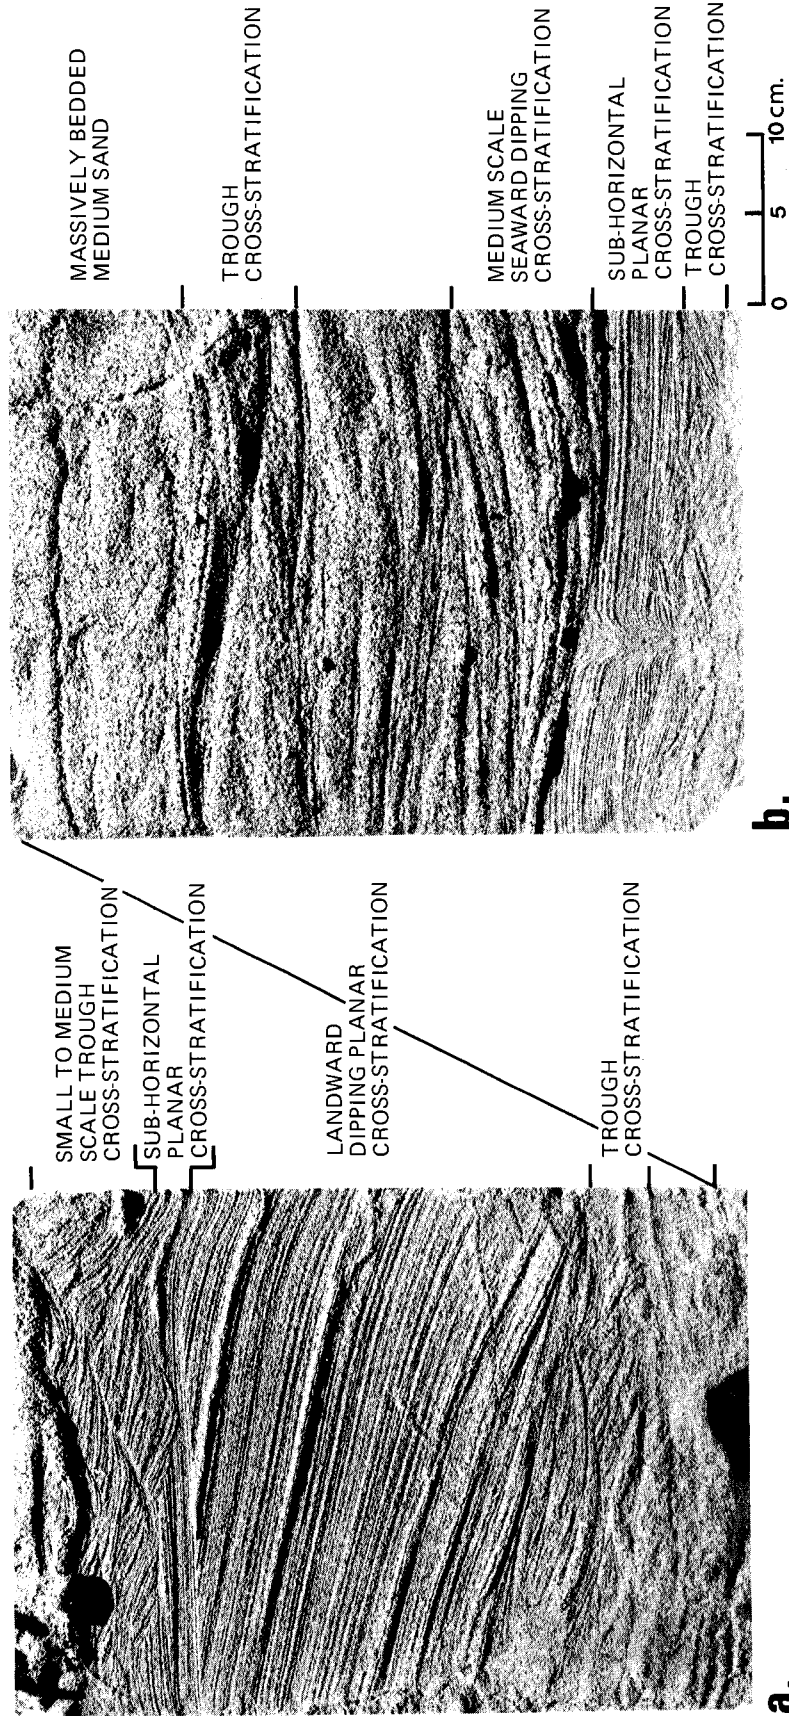 SMALL TO MEDIUM
SCALE TROUGH
CROSS-STRATIFICATION
SUB-HORIZONTAL
PLANAR
CROSS-STRATIFICATION
LANDWARD
DIPPING PLANAR
CROSS-STRATIFICATION
TROUGH
CROSS-STRATIFICATION
a.
MASSIVELY BEDDED
MEDIUM SAND
TROUGH
CROSS-STRATIFICATION
MEDIUM SCALE
SEAWARD DIPPING
CROSS-STRATIFICATION
SUB-HORIZONTAL
PLANAR
CROSS-STRATIFICATION
TROUGH
CROSS-STRATIFICATION
0 5 10 cm.
b.